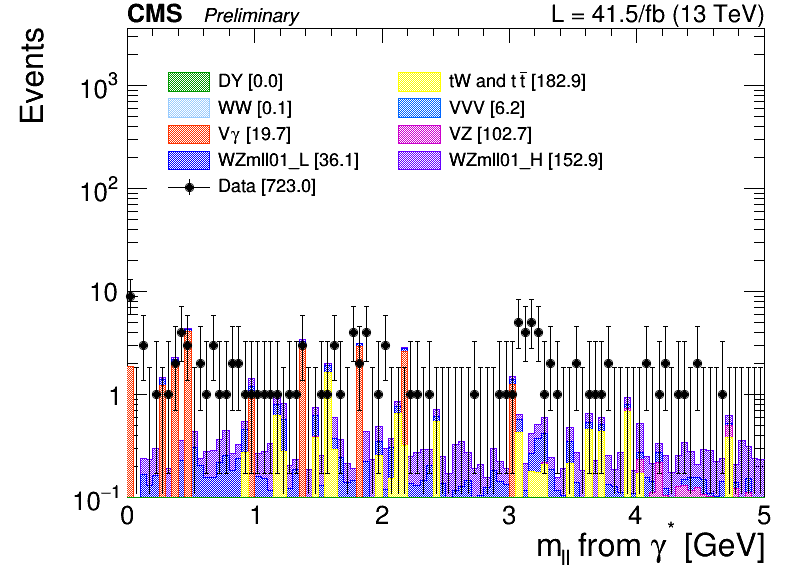 CMS Preliminary L = 41.5/fb (13 TeV)
Events
10³
10²
10
1
10⁻¹
DY [0.0]
WW [0.1]
Vγ [19.7]
WZmll01_L [36.1]
Data [723.0]
tW and tt̅ [182.9]
VVV [6.2]
VZ [102.7]
WZmll01_H [152.9]
0 1 2 3 4 5
m_ll from γ* [GeV]